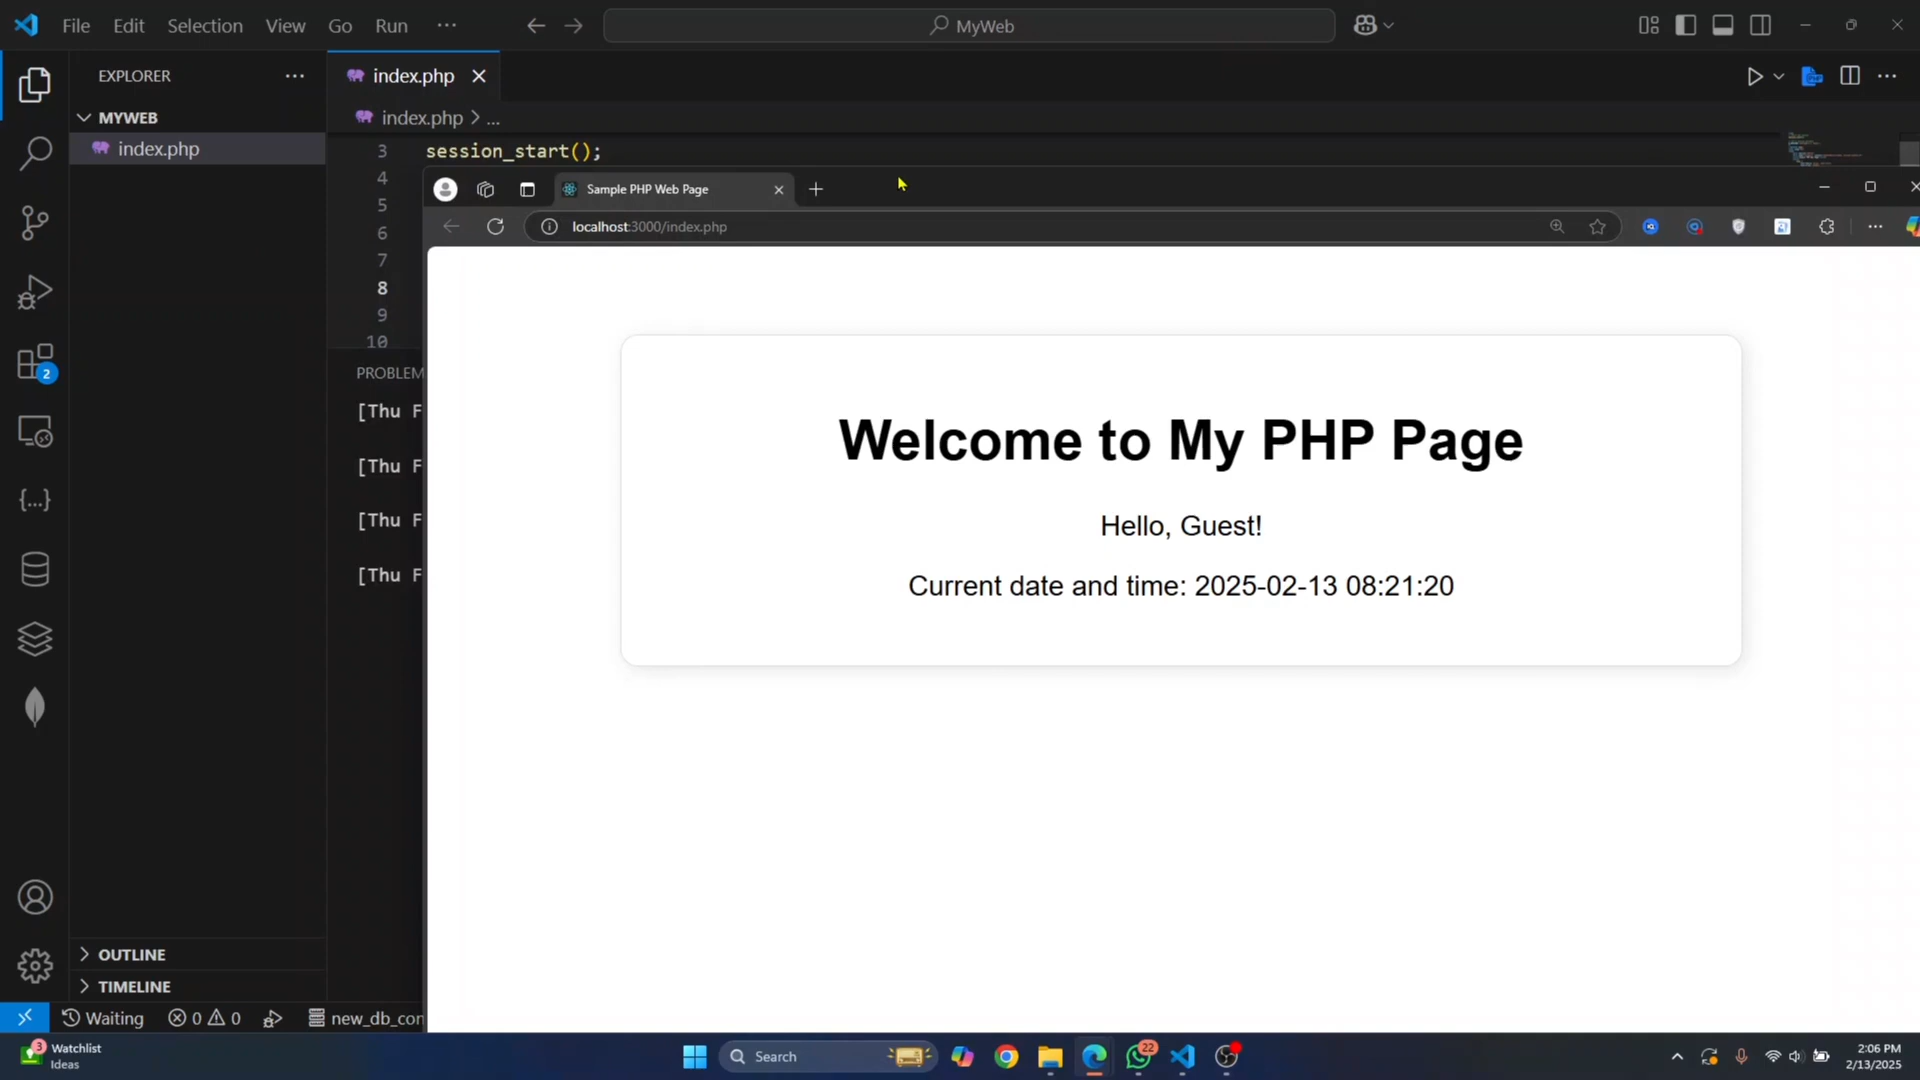 File Edit Selection View Go Run ...
MyWeb
EXPLORER
index.php
MYWEB
index.php > ...
index.php
3 session_start();
4
5
6
7
8
9
10
Sample PHP Web Page
localhost:3000/index.php
PROBLEM
[Thu F
[Thu F
[Thu F
[Thu F
Welcome to My PHP Page
Hello, Guest!
Current date and time: 2025-02-13 08:21:20
{...}
2
OUTLINE
TIMELINE
Waiting 0 0 new_db_con
3
Watchlist
Ideas
Search
22
2:06 PM
2/13/2025